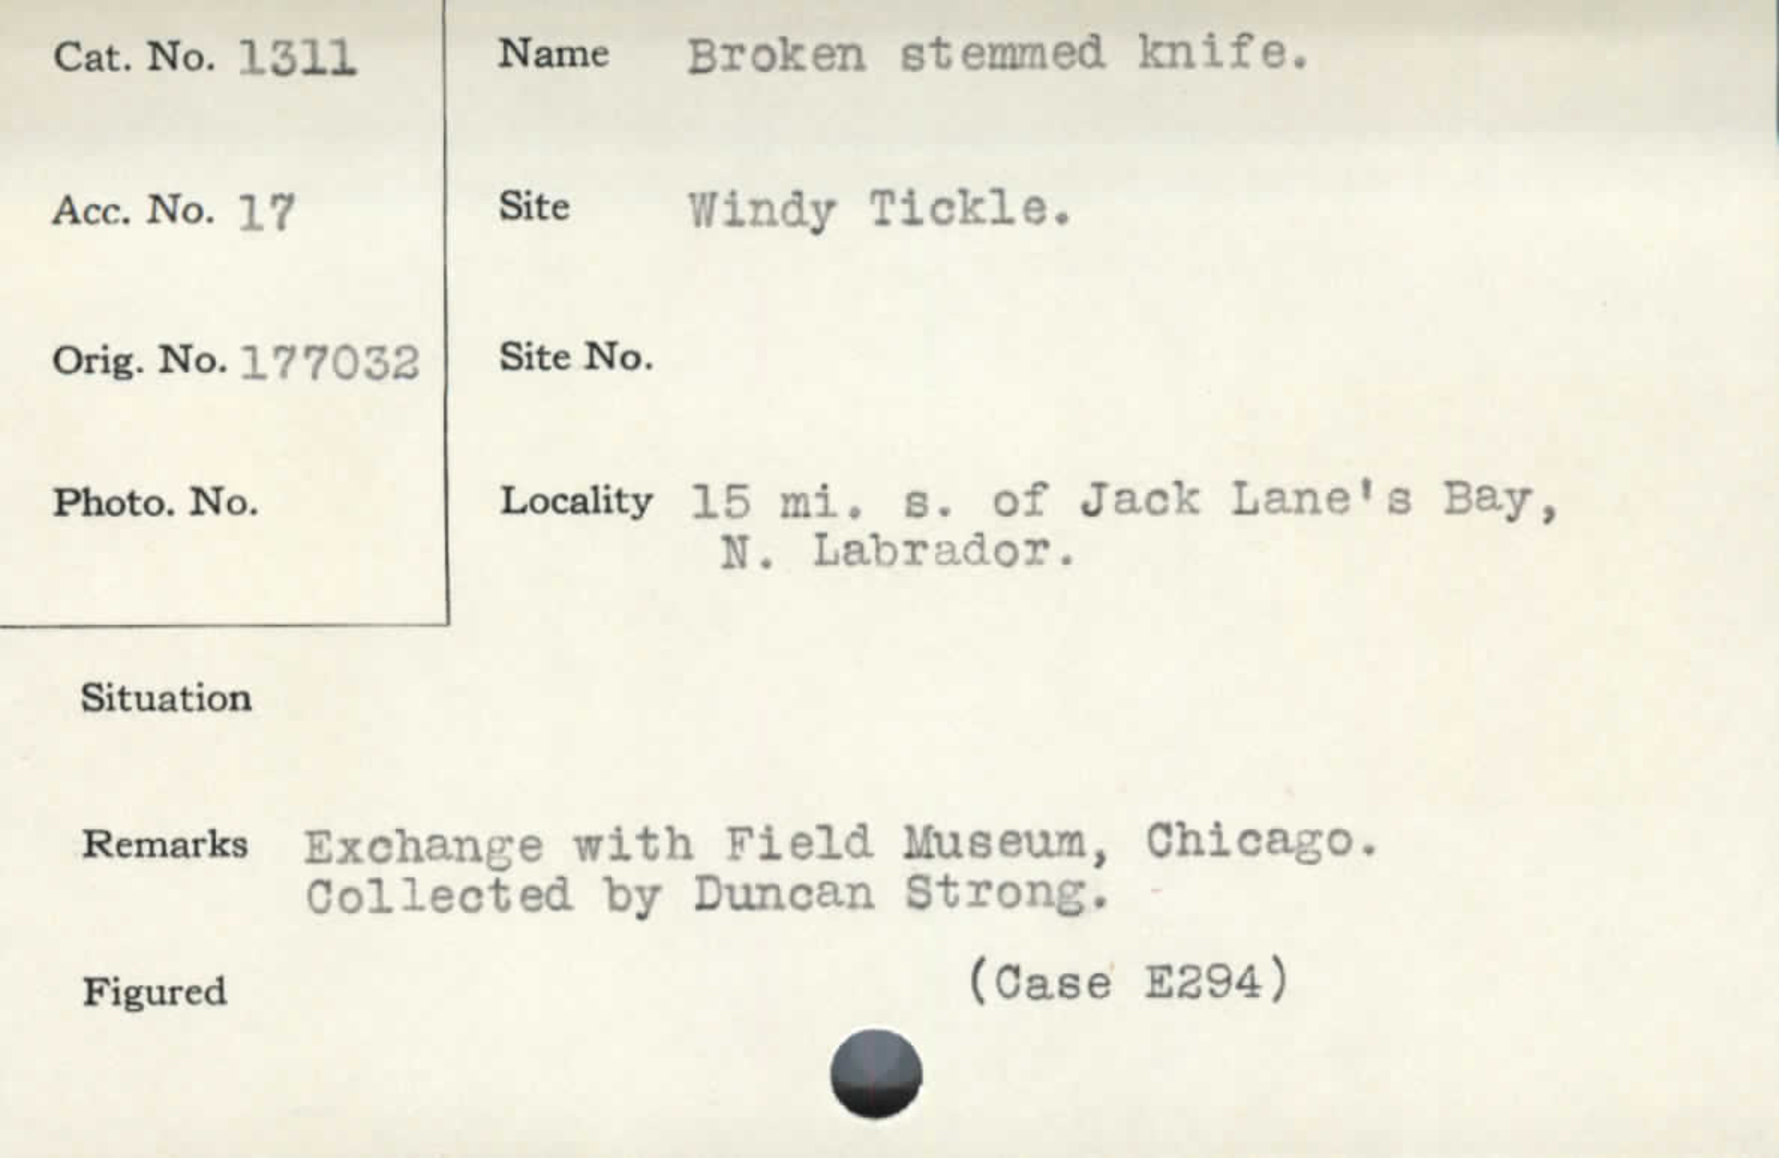 Cat. No. 1311
Name Broken stemmed knife.
Acc. No. 17
Site Windy Tickle.
Orig. No. 177032
Site No.
Photo. No.
Locality 15 mi. s. of Jack Lane's Bay,
N. Labrador.
Situation
Remarks Exchange with Field Museum, Chicago.
Collected by Duncan Strong.
Figured
(Case E294)